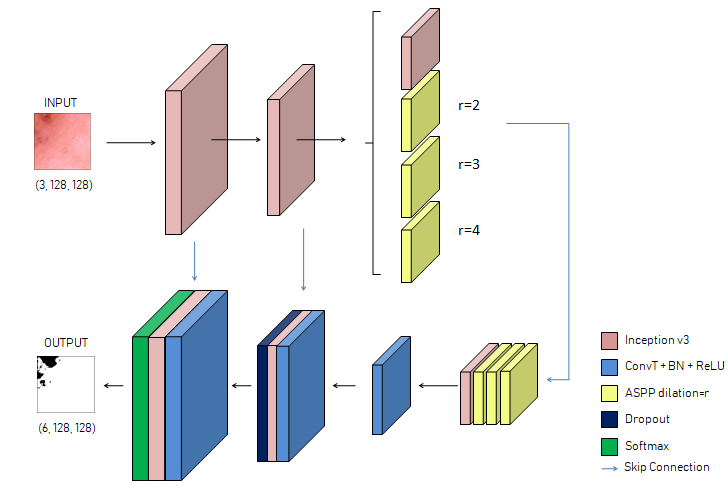 INPUT
(3, 128, 128)
r=2
r=3
r=4
OUTPUT
(6, 128, 128)
Inception v3
ConvT + BN + ReLU
ASPP dilation=r
Dropout
Softmax
Skip Connection